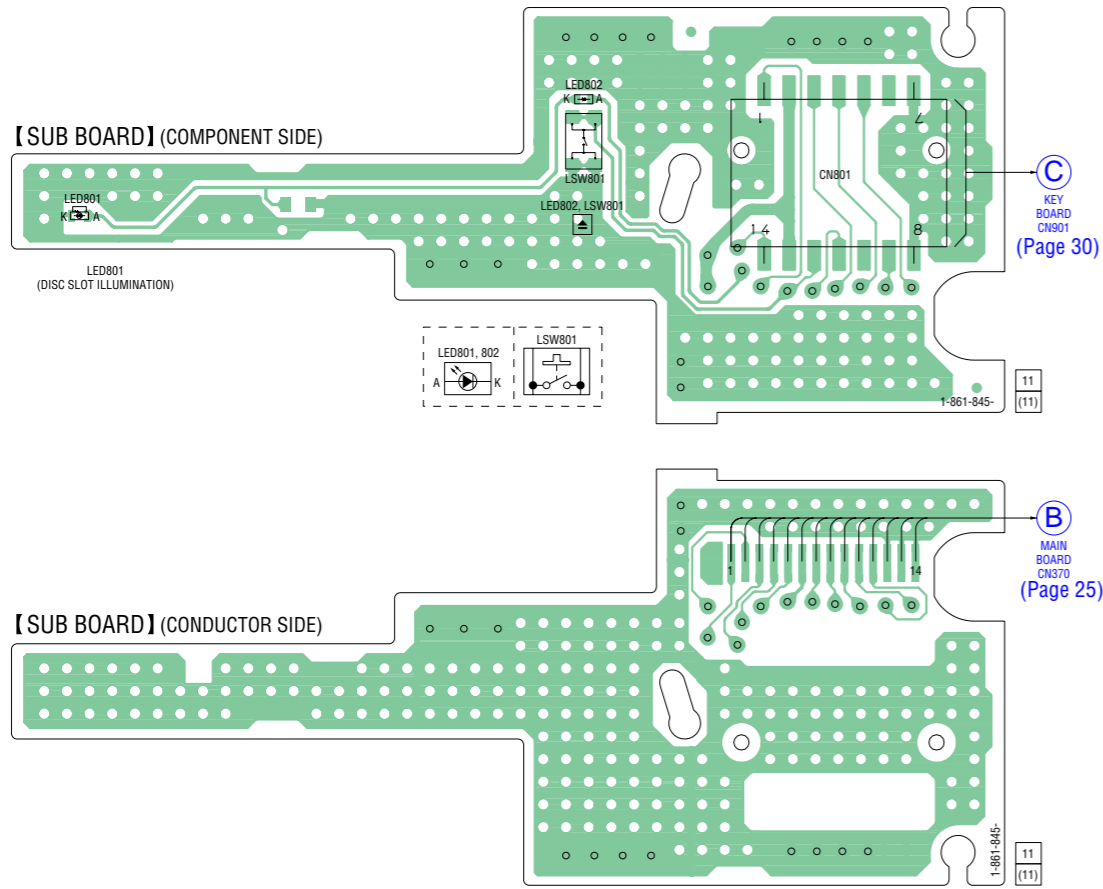 【SUB BOARD】(COMPONENT SIDE)
LED802
K A
LSW801
LED802, LSW801
LED801
K A
LED801
(DISC SLOT ILLUMINATION)
1
7
CN801
14
8
C
KEY
BOARD
CN901
(Page 30)
LED801, 802
A K
LSW801
1-861-845-
11
(11)
【SUB BOARD】(CONDUCTOR SIDE)
1
14
B
MAIN
BOARD
CN370
(Page 25)
1-861-845-
11
(11)